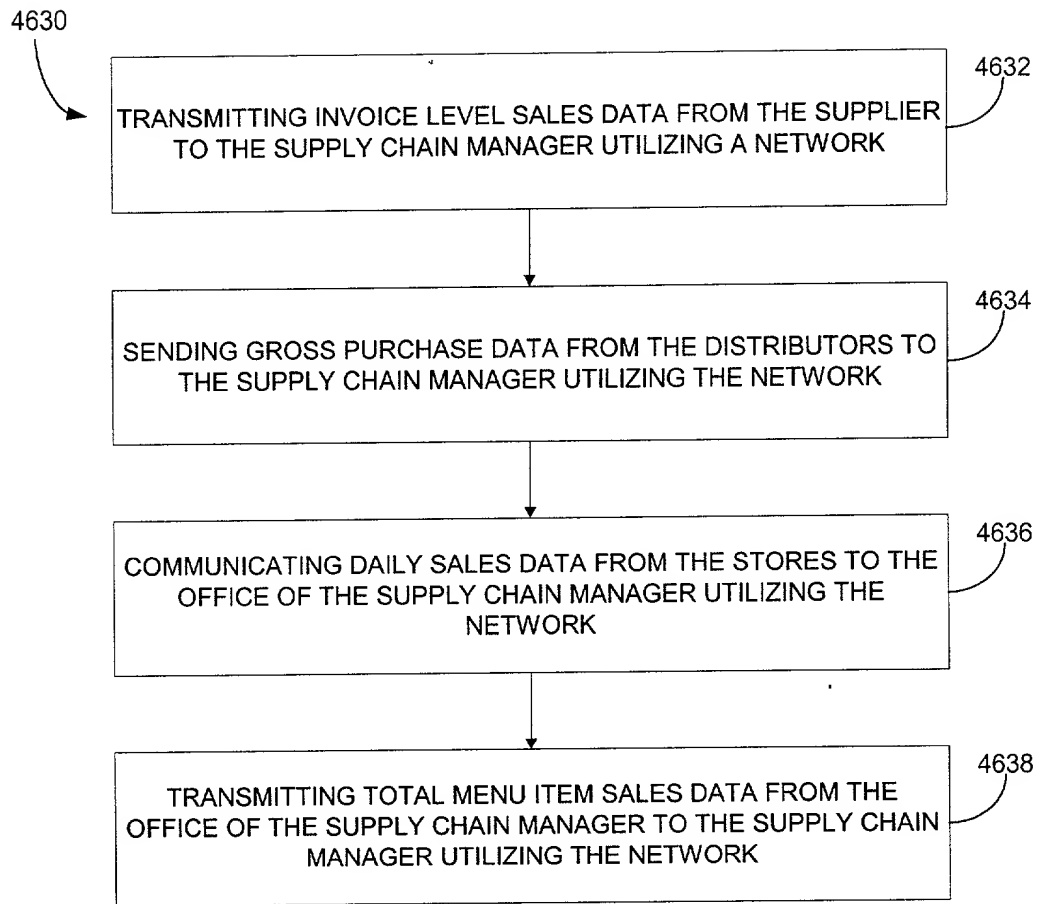 4630
4632
TRANSMITTING INVOICE LEVEL SALES DATA FROM THE SUPPLIER
TO THE SUPPLY CHAIN MANAGER UTILIZING A NETWORK
4634
SENDING GROSS PURCHASE DATA FROM THE DISTRIBUTORS TO
THE SUPPLY CHAIN MANAGER UTILIZING THE NETWORK
4636
COMMUNICATING DAILY SALES DATA FROM THE STORES TO THE
OFFICE OF THE SUPPLY CHAIN MANAGER UTILIZING THE
NETWORK
4638
TRANSMITTING TOTAL MENU ITEM SALES DATA FROM THE
OFFICE OF THE SUPPLY CHAIN MANAGER TO THE SUPPLY CHAIN
MANAGER UTILIZING THE NETWORK